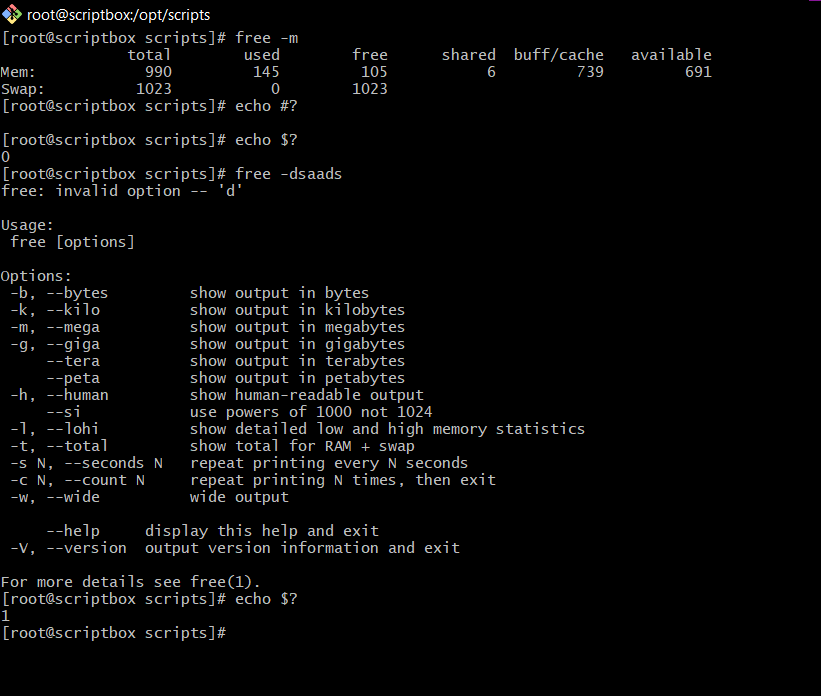 root@scriptbox:/opt/scripts
[root@scriptbox scripts]# free -m
              total        used        free      shared  buff/cache   available
Mem:            990         145         105           6         739         691
Swap:          1023           0        1023
[root@scriptbox scripts]# echo #?
[root@scriptbox scripts]# echo $?
0
[root@scriptbox scripts]# free -dsaads
free: invalid option -- 'd'
Usage:
 free [options]
Options:
 -b, --bytes         show output in bytes
 -k, --kilo          show output in kilobytes
 -m, --mega          show output in megabytes
 -g, --giga          show output in gigabytes
     --tera          show output in terabytes
     --peta          show output in petabytes
 -h, --human         show human-readable output
     --si            use powers of 1000 not 1024
 -l, --lohi          show detailed low and high memory statistics
 -t, --total         show total for RAM + swap
 -s N, --seconds N   repeat printing every N seconds
 -c N, --count N     repeat printing N times, then exit
 -w, --wide          wide output
     --help     display this help and exit
 -V, --version  output version information and exit
For more details see free(1).
[root@scriptbox scripts]# echo $?
1
[root@scriptbox scripts]#